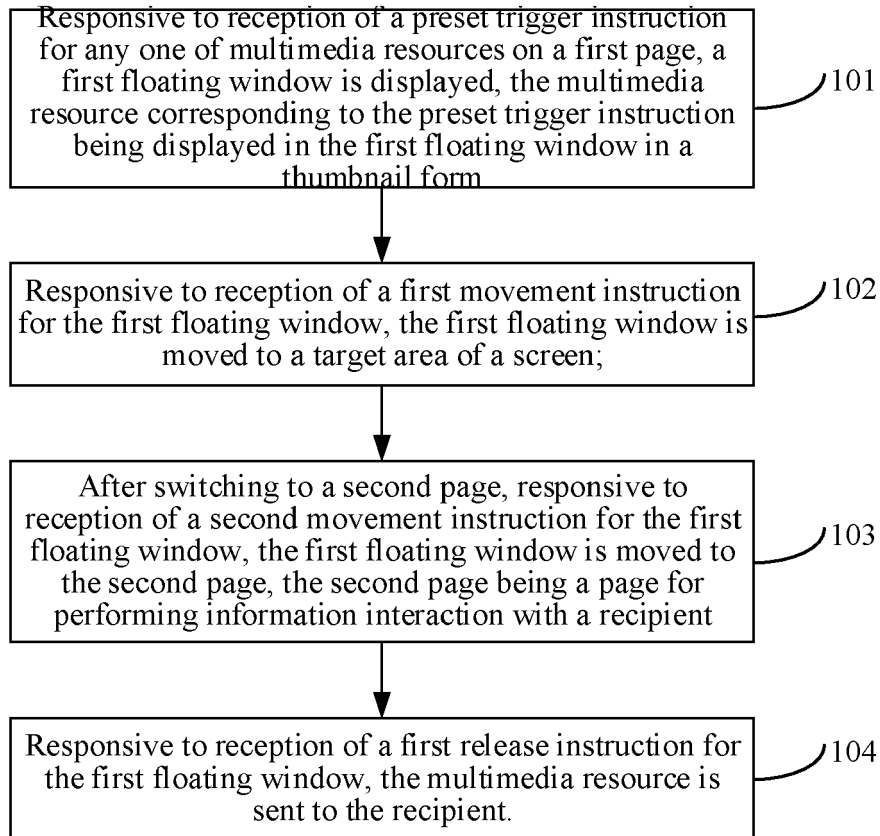 Responsive to reception of a preset trigger instruction
for any one of multimedia resources on a first page, a
first floating window is displayed, the multimedia
resource corresponding to the preset trigger instruction
being displayed in the first floating window in a
thumbnail form
101
Responsive to reception of a first movement instruction
for the first floating window, the first floating window is
moved to a target area of a screen;
102
After switching to a second page, responsive to
reception of a second movement instruction for the first
floating window, the first floating window is moved to
the second page, the second page being a page for
performing information interaction with a recipient
103
Responsive to reception of a first release instruction for
the first floating window, the multimedia resource is
sent to the recipient.
104